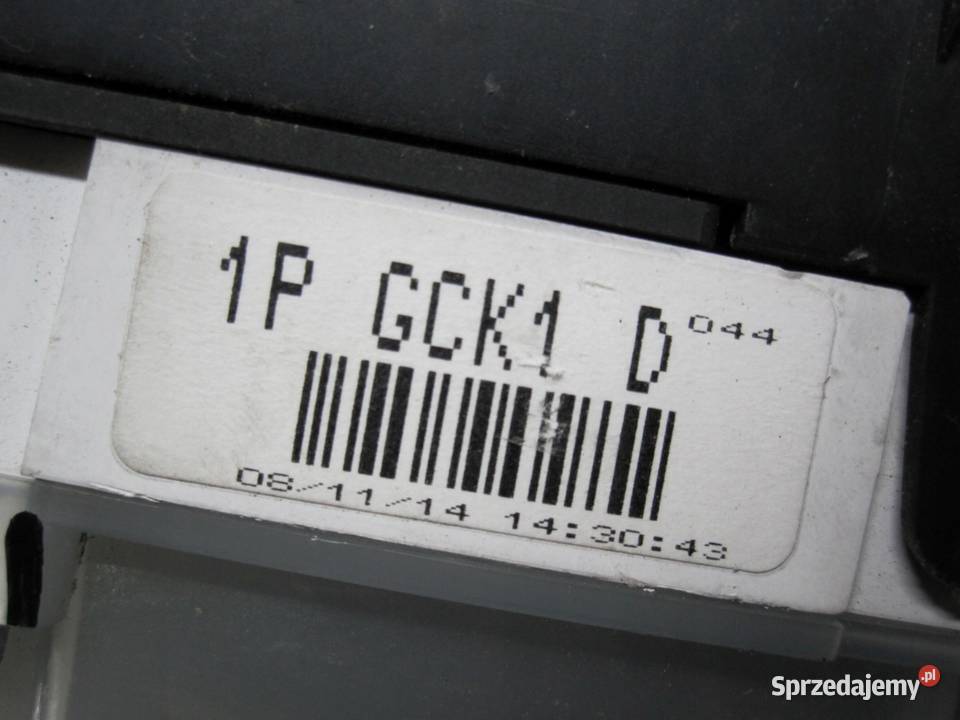 1P GCK1 D 044
08/11/14 14:30:43
Sprzedajemy.pl